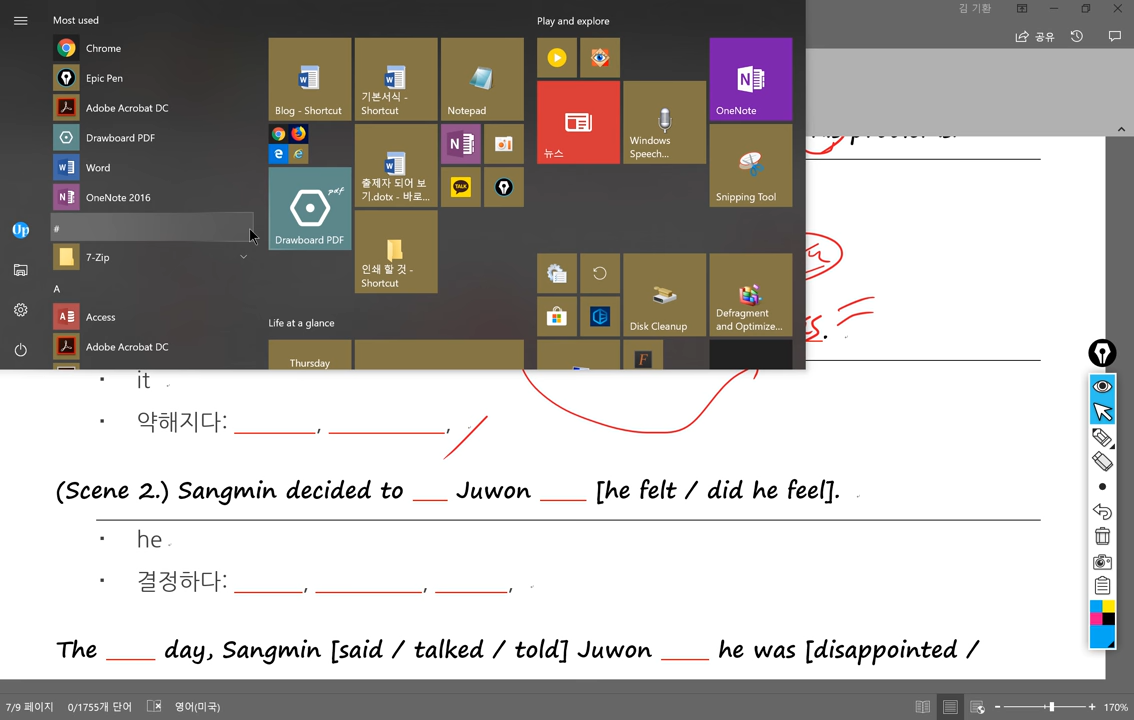 Most used
Chrome
Epic Pen
Adobe Acrobat DC
Drawboard PDF
Word
OneNote 2016
#
7-Zip
A
Access
Adobe Acrobat DC
Blog - Shortcut
기본서식 - Shortcut
Notepad
출제자 되어 보기.dotx - 바로...
TALK
pdf
Drawboard PDF
인쇄 할 것 - Shortcut
Life at a glance
Thursday
Play and explore
OneNote
뉴스
Windows Speech...
Snipping Tool
Disk Cleanup
Defragment and Optimize...
김 기환
공유
it
약해지다: ______, ________,
(Scene 2.) Sangmin decided to ___ Juwon ____ [he felt / did he feel].
he
결정하다: _____, ________, _____,
The ____ day, Sangmin [said / talked / told] Juwon ____ he was [disappointed /
7/9 페이지 0/1755개 단어 영어(미국)
170%